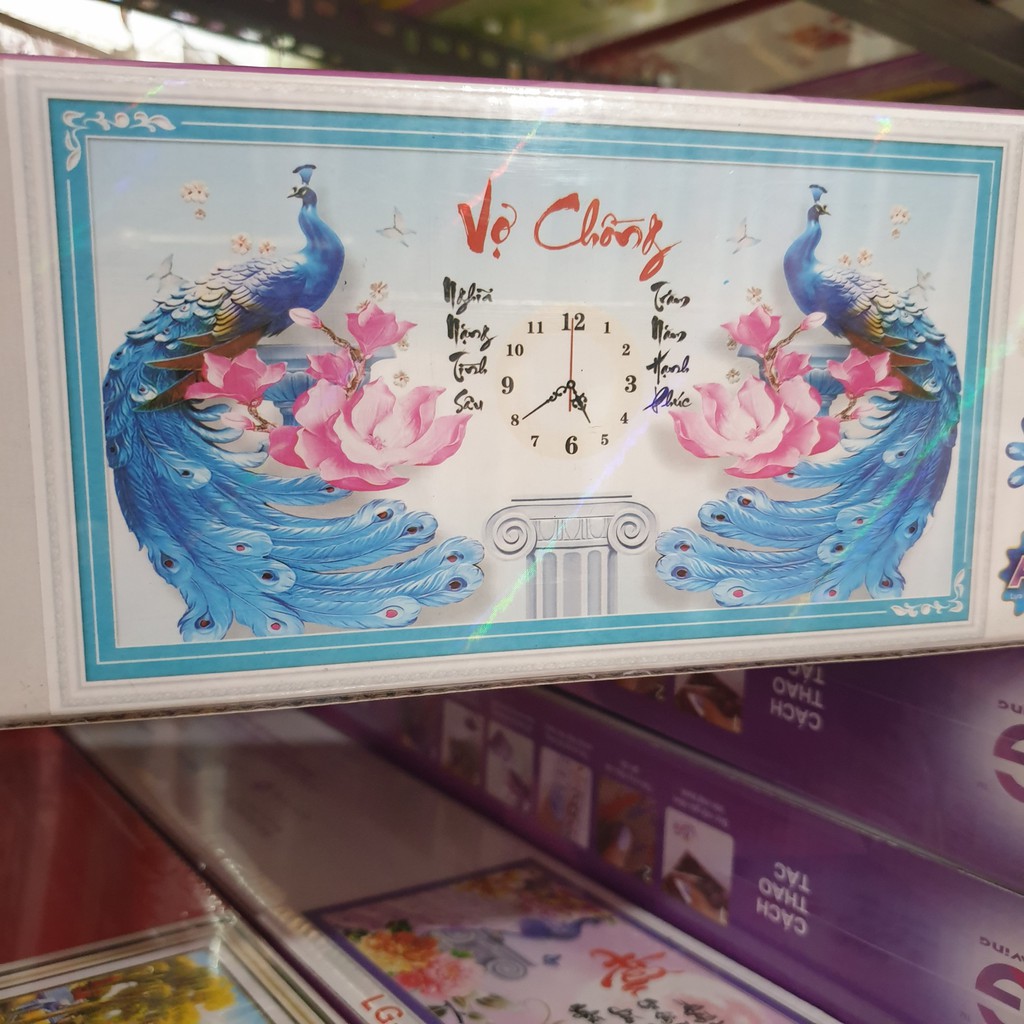 Vợ Chồng
Nghĩa
Nặng
Tình
Sâu
Trăm
Năm
Hạnh
Phúc
12
11
1
10
2
9
3
8
4
7
5
6
CÁCH
THAO
TÁC
CÁCH
THAO
TÁC
LG